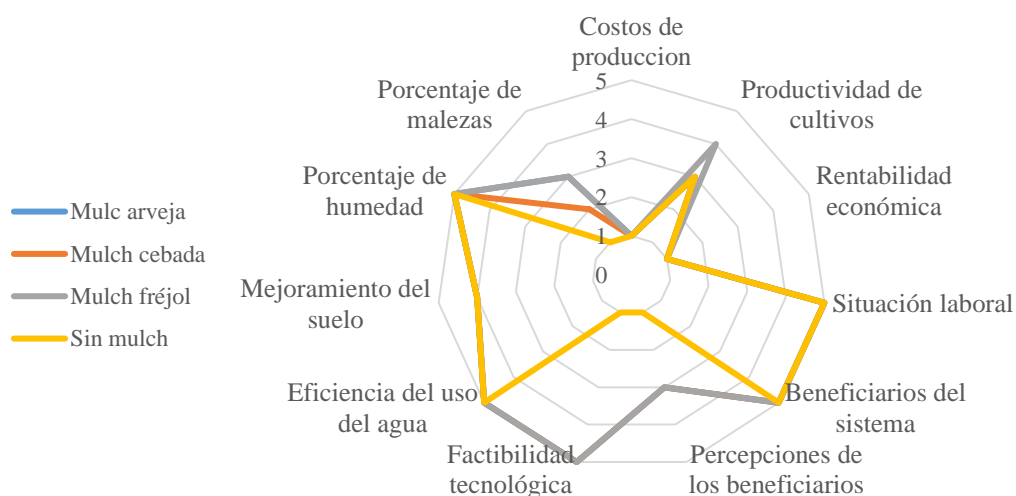 Costos de
produccion
Porcentaje de
malezas
Productividad de
cultivos
Porcentaje de
humedad
Rentabilidad
económica
Mejoramiento del
suelo
Situación laboral
Eficiencia del uso
del agua
Beneficiarios del
sistema
Factibilidad
tecnológica
Percepciones de
los beneficiarios
5
4
3
2
1
0
Mulc arveja
Mulch cebada
Mulch fréjol
Sin mulch